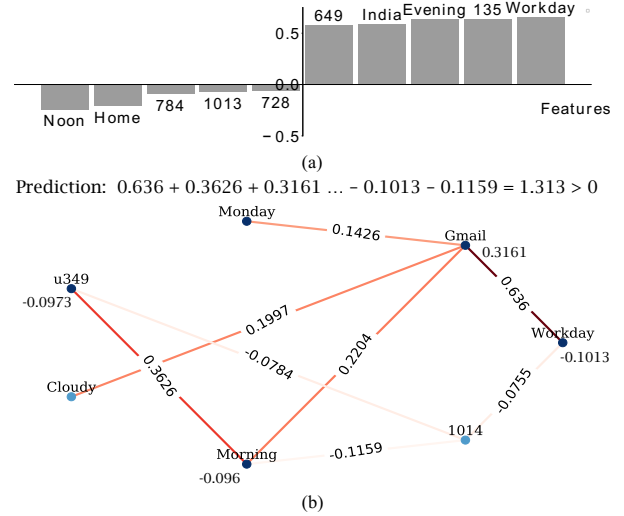 649 India Evening 135 Workday
0.5
0.0
Noon Home 784 1013 728
Features
−0.5
(a)
Prediction: 0.636 + 0.3626 + 0.3161 ... − 0.1013 − 0.1159 = 1.313 > 0
Monday
0.1426
Gmail
0.3161
u349
-0.0973
0.1997
0.636
Workday
-0.1013
Cloudy
0.3626
-0.0784
0.2204
-0.0755
1014
Morning
-0.1159
-0.096
(b)